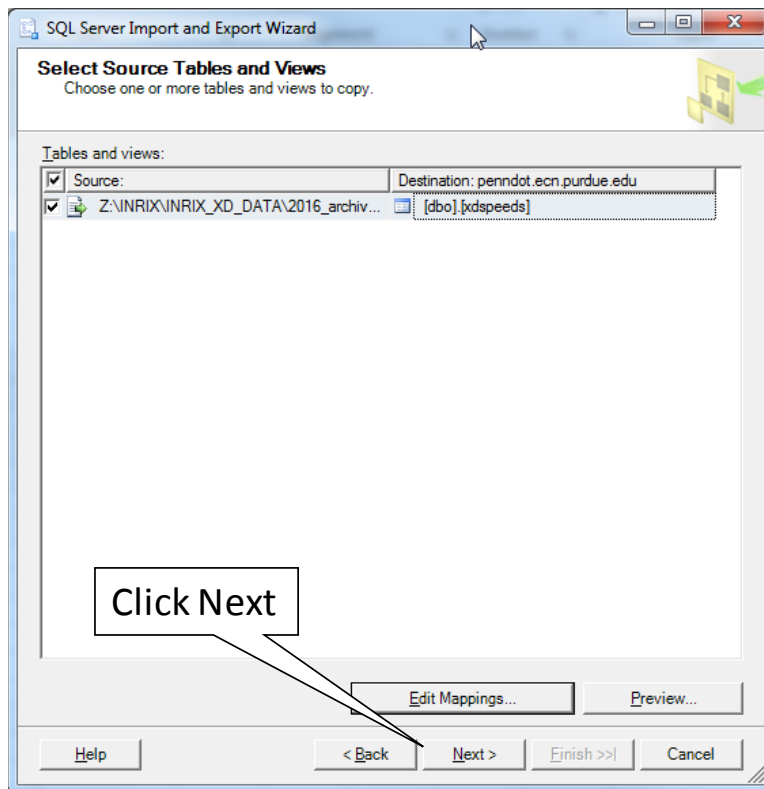 SQL Server Import and Export Wizard
Select Source Tables and Views
Choose one or more tables and views to copy.
Tables and views:
Source: Destination: penndot.ecn.purdue.edu
Z:\INRIX\INRIX_XD_DATA\2016_archiv... [dbo].[xdspeeds]
Click Next
Edit Mappings... Preview...
Help < Back Next > Finish >>| Cancel